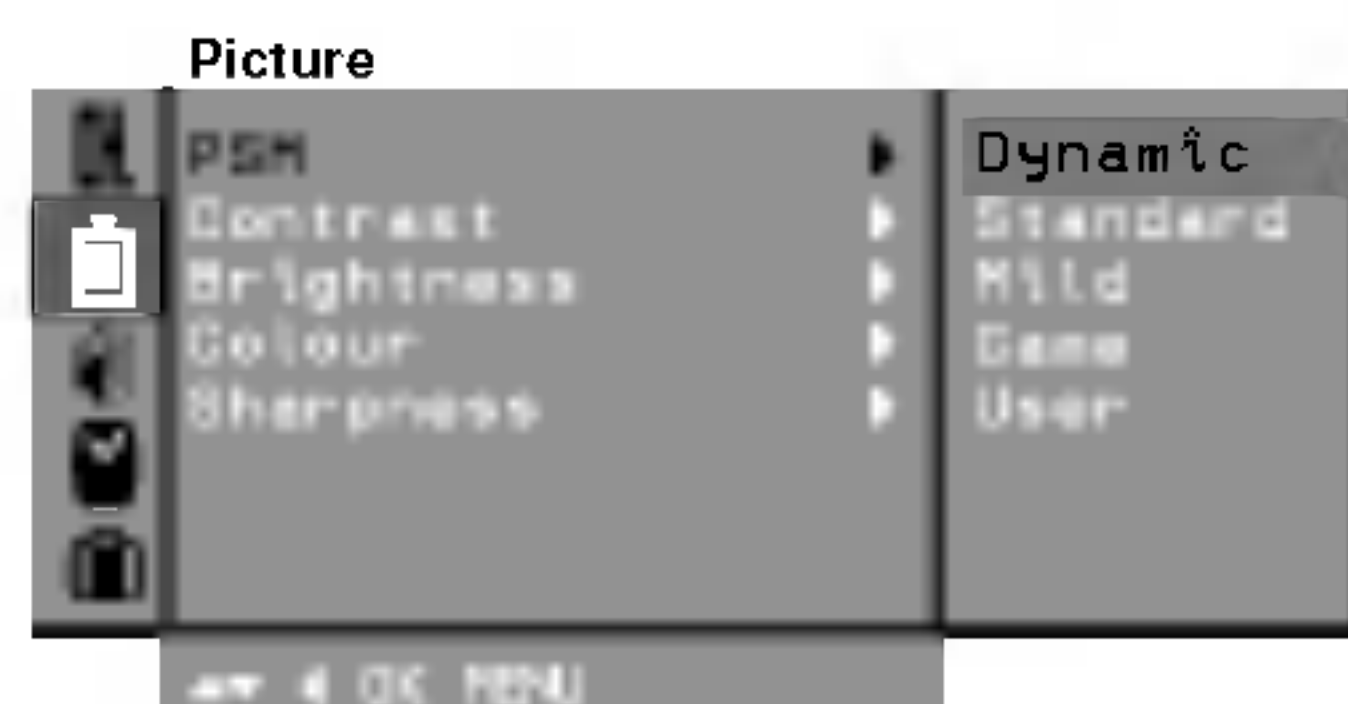 Picture
PSM
Contrast
Brightness
Colour
Sharpness
Dynamic
Standard
Mild
Game
User
OK MENU